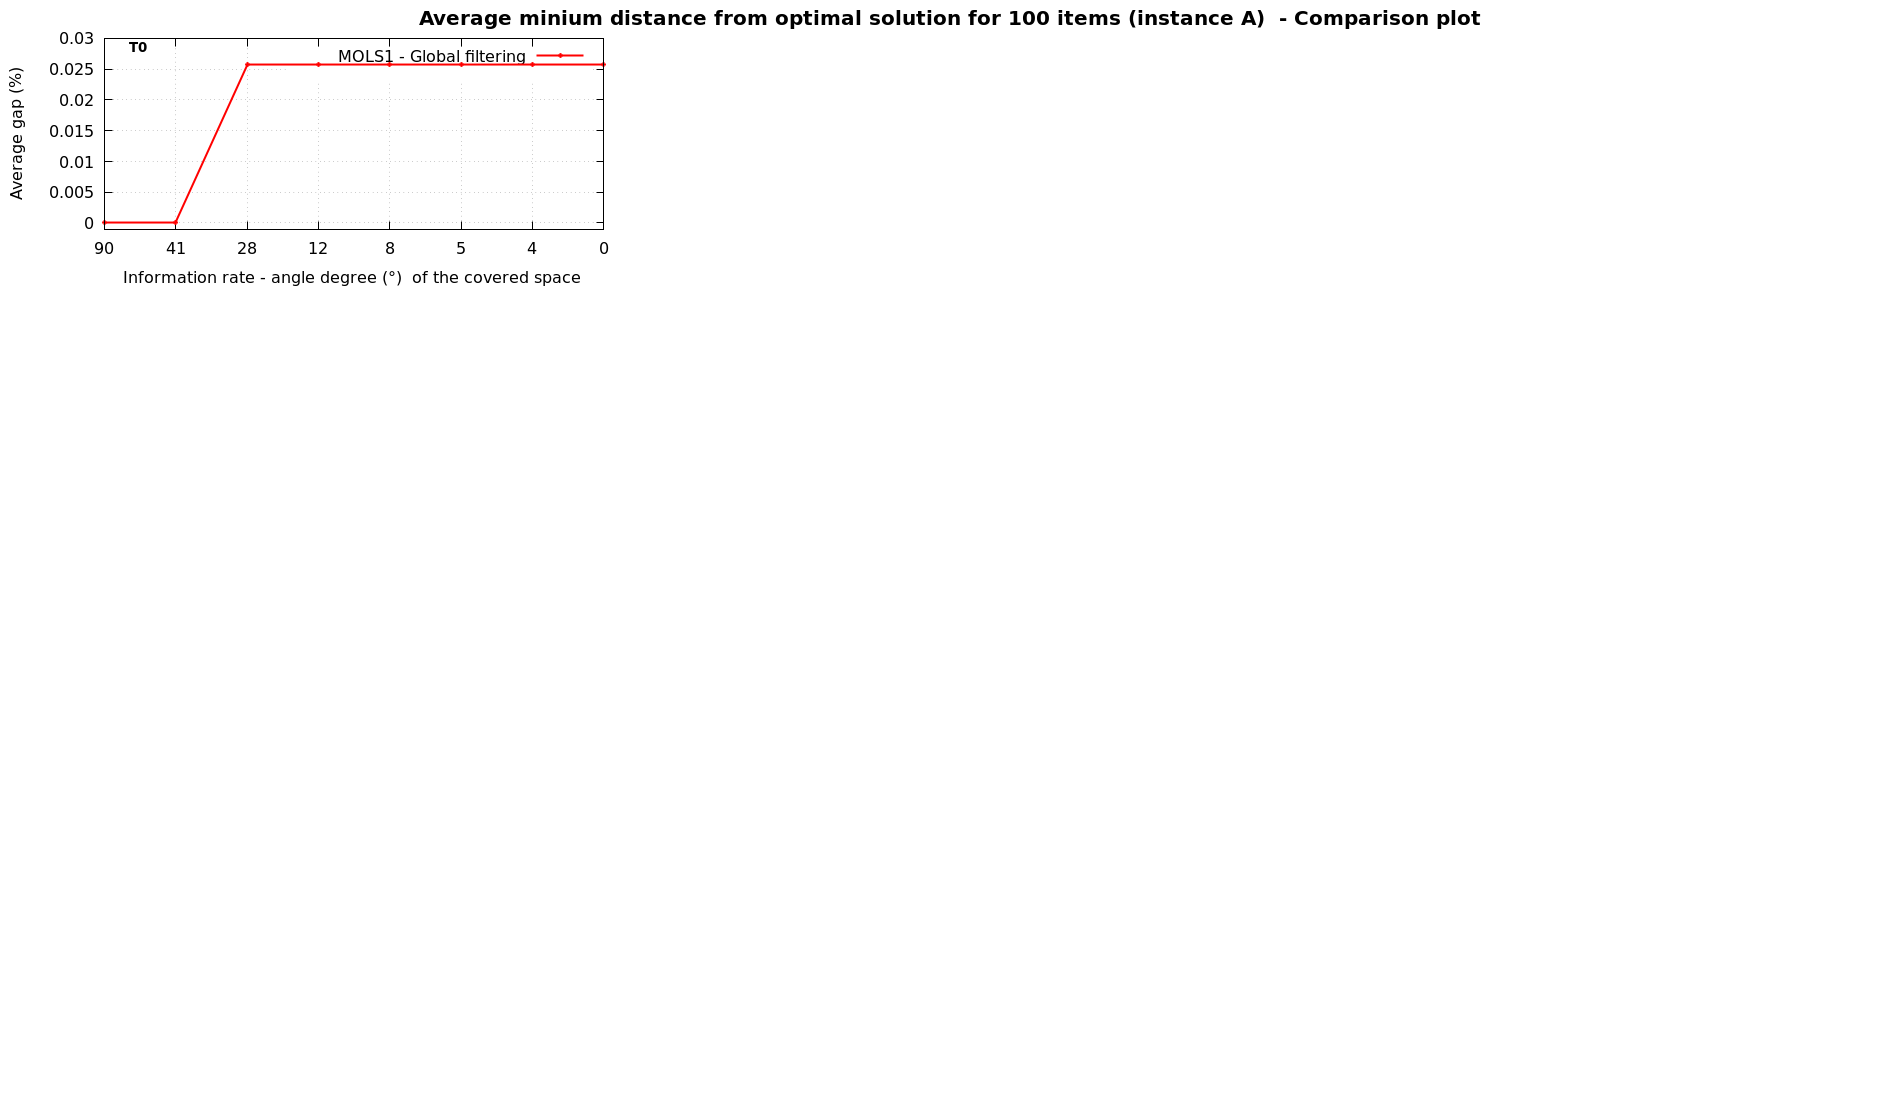 Average minium distance from optimal solution for 100 items (instance A)  - Comparison plot
T0
MOLS1 - Global filtering
Average gap (%)
0.03
0.025
0.02
0.015
0.01
0.005
0
90 41 28 12 8 5 4 0
Information rate - angle degree (°)  of the covered space